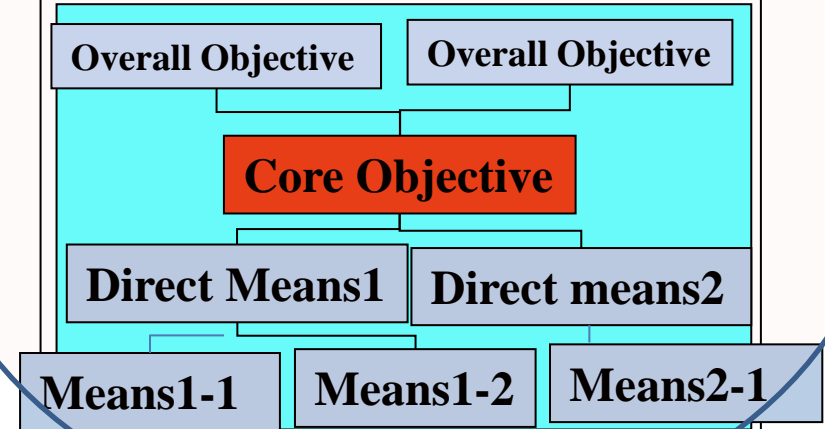 Overall Objective
Overall Objective
Core Objective
Direct Means1
Direct means2
Means1-1
Means1-2
Means2-1